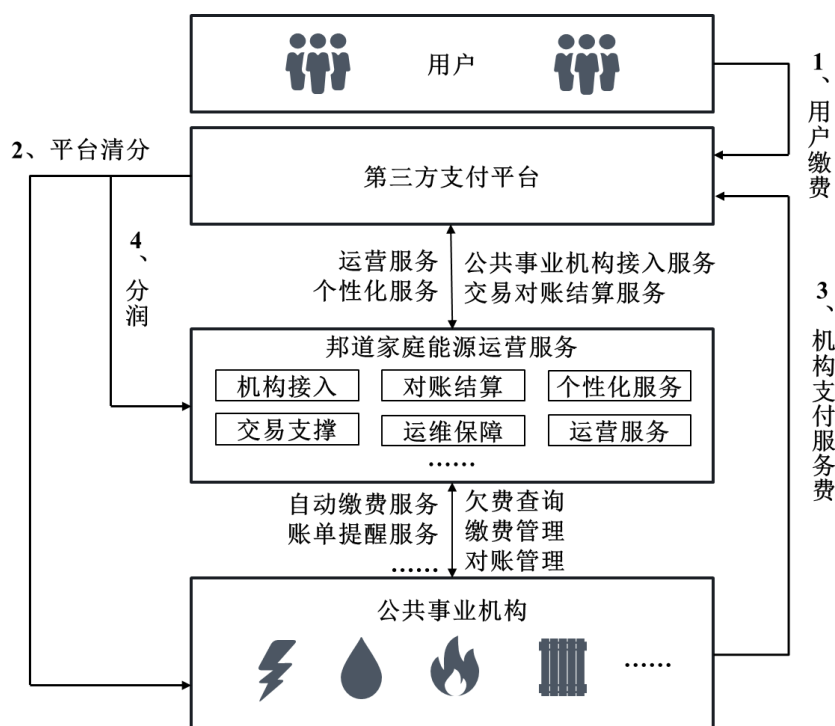 用户
1、用户缴费
2、平台清分
第三方支付平台
4、分润
运营服务
个性化服务
公共事业机构接入服务
交易对账结算服务
3、机构支付服务费
邦道家庭能源运营服务
机构接入
对账结算
个性化服务
交易支撑
运维保障
运营服务
······
自动缴费服务
账单提醒服务
······
欠费查询
缴费管理
对账管理
公共事业机构
······